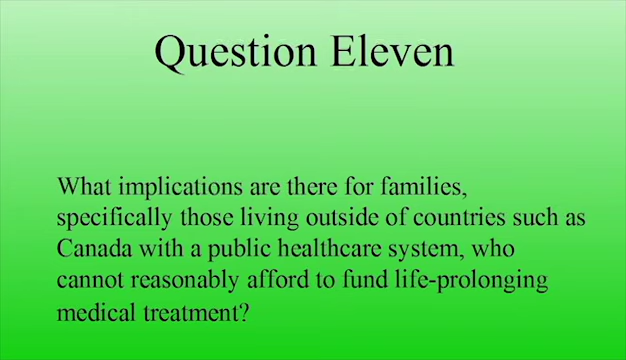 Question Eleven
What implications are there for families,
specifically those living outside of countries such as
Canada with a public healthcare system, who
cannot reasonably afford to fund life-prolonging
medical treatment?